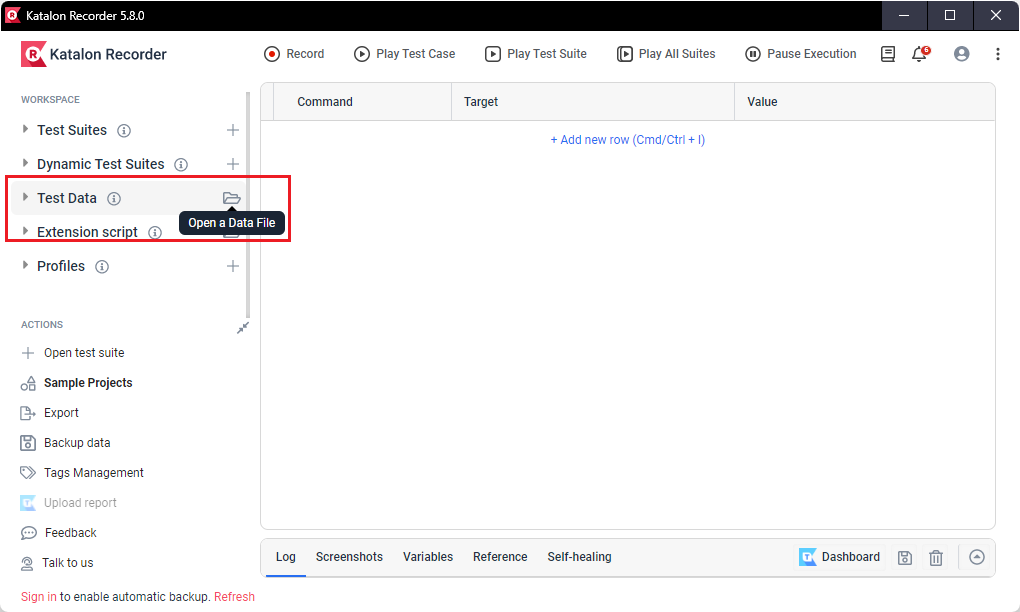 Katalon Recorder 5.8.0
Katalon Recorder
Record
Play Test Case
Play Test Suite
Play All Suites
Pause Execution
6
WORKSPACE
Test Suites
Dynamic Test Suites
Test Data
Open a Data File
Extension script
Profiles
Command
Target
Value
+ Add new row (Cmd/Ctrl + I)
ACTIONS
Open test suite
Sample Projects
Export
Backup data
Tags Management
Upload report
Feedback
Talk to us
Sign in to enable automatic backup. Refresh
Log
Screenshots
Variables
Reference
Self-healing
Dashboard